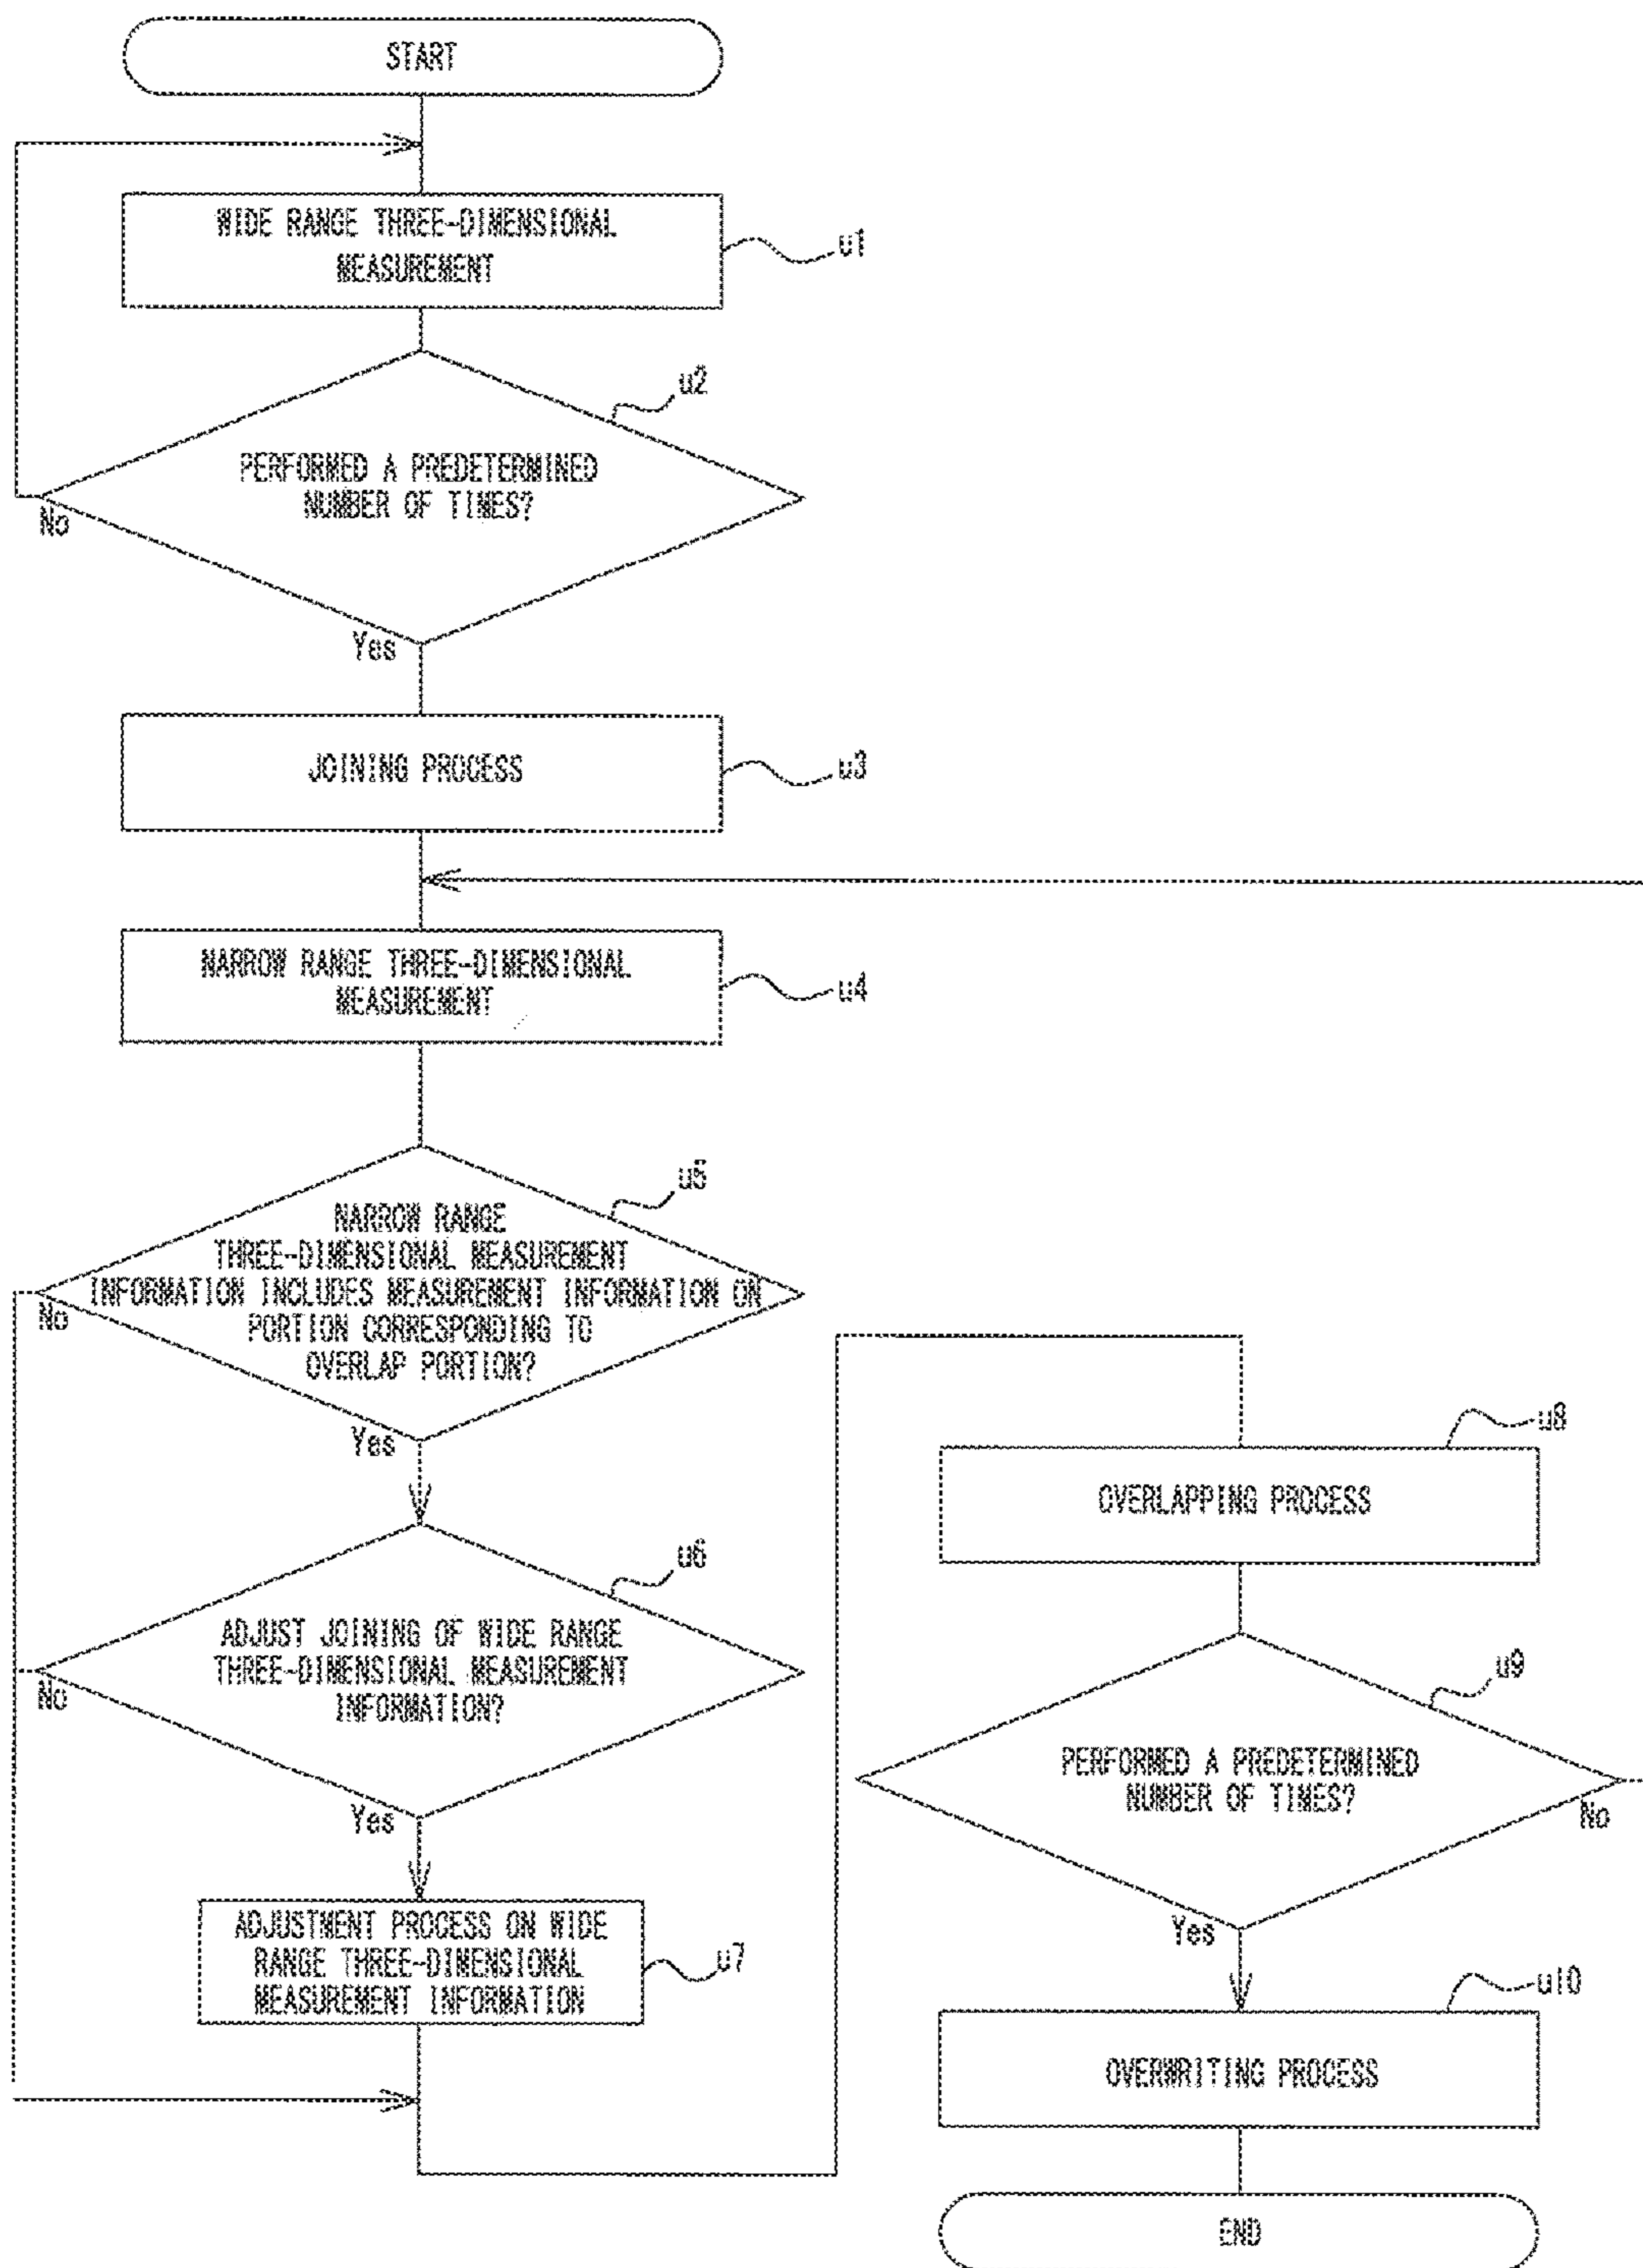 START
WIDE RANGE THREE-DIMENSIONAL
MEASUREMENT
u1
u2
PERFORMED A PREDETERMINED
NUMBER OF TIMES?
No
Yes
JOINING PROCESS
u3
NARROW RANGE THREE-DIMENSIONAL
MEASUREMENT
u4
u5
NARROW RANGE
THREE-DIMENSIONAL MEASUREMENT
INFORMATION INCLUDES MEASUREMENT INFORMATION ON
PORTION CORRESPONDING TO
OVERLAP PORTION?
No
Yes
u6
ADJUST JOINING OF WIDE RANGE
THREE-DIMENSIONAL MEASUREMENT
INFORMATION?
No
Yes
ADJUSTMENT PROCESS ON WIDE
RANGE THREE-DIMENSIONAL
MEASUREMENT INFORMATION
u7
u8
OVERLAPPING PROCESS
u9
PERFORMED A PREDETERMINED
NUMBER OF TIMES?
No
Yes
u10
OVERWRITING PROCESS
END